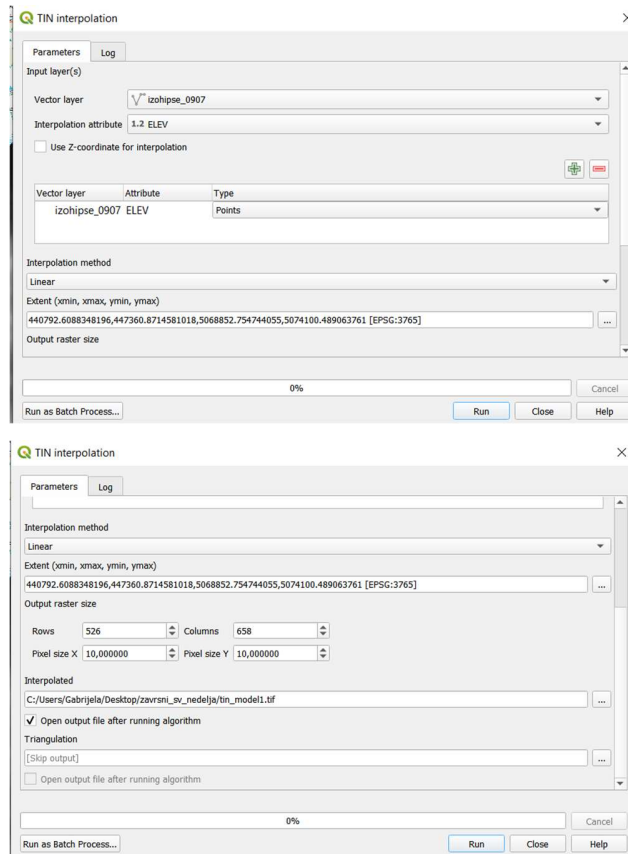 TIN interpolation
Parameters Log
Input layer(s)
Vector layer izohipse_0907
Interpolation attribute 1.2 ELEV
Use Z-coordinate for interpolation
Vector layer Attribute Type
izohipse_0907 ELEV Points
Interpolation method
Linear
Extent (xmin, xmax, ymin, ymax)
440792.6088348196,447360.8714581018,5068852.754744055,5074100.489063761 [EPSG:3765]
...
Output raster size
0%
Cancel
Run as Batch Process...
Run Close Help
TIN interpolation
Parameters Log
Interpolation method
Linear
Extent (xmin, xmax, ymin, ymax)
440792.6088348196,447360.8714581018,5068852.754744055,5074100.489063761 [EPSG:3765]
...
Output raster size
Rows 526 Columns 658
Pixel size X 10,000000 Pixel size Y 10,000000
Interpolated
C:/Users/Gabrijela/Desktop/zavrsni_sv_nedelja/tin_model1.tif
...
Open output file after running algorithm
Triangulation
[Skip output]
...
Open output file after running algorithm
0%
Cancel
Run as Batch Process...
Run Close Help